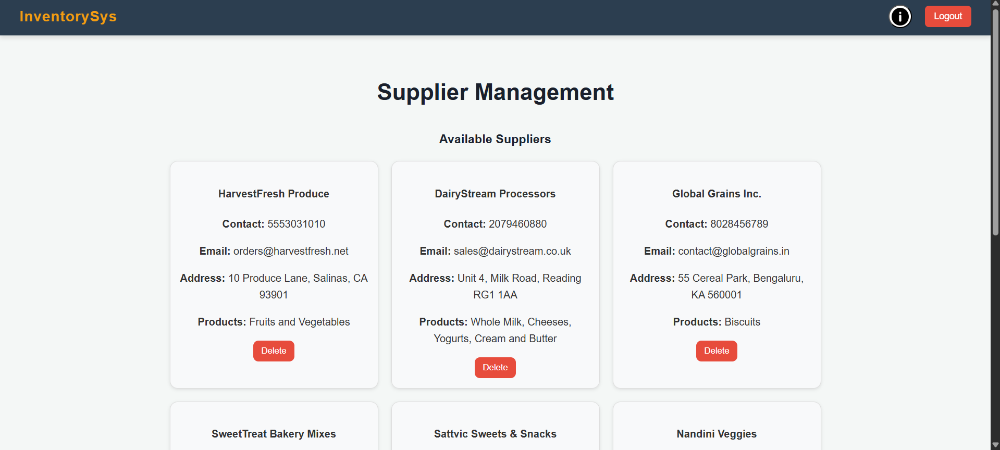 InventorySys
Logout
Supplier Management
Available Suppliers
HarvestFresh Produce
Contact: 5553031010
Email: orders@harvestfresh.net
Address: 10 Produce Lane, Salinas, CA
93901
Products: Fruits and Vegetables
Delete
DairyStream Processors
Contact: 2079460880
Email: sales@dairystream.co.uk
Address: Unit 4, Milk Road, Reading
RG1 1AA
Products: Whole Milk, Cheeses,
Yogurts, Cream and Butter
Delete
Global Grains Inc.
Contact: 8028456789
Email: contact@globalgrains.in
Address: 55 Cereal Park, Bengaluru,
KA 560001
Products: Biscuits
Delete
SweetTreat Bakery Mixes
Sattvic Sweets & Snacks
Nandini Veggies